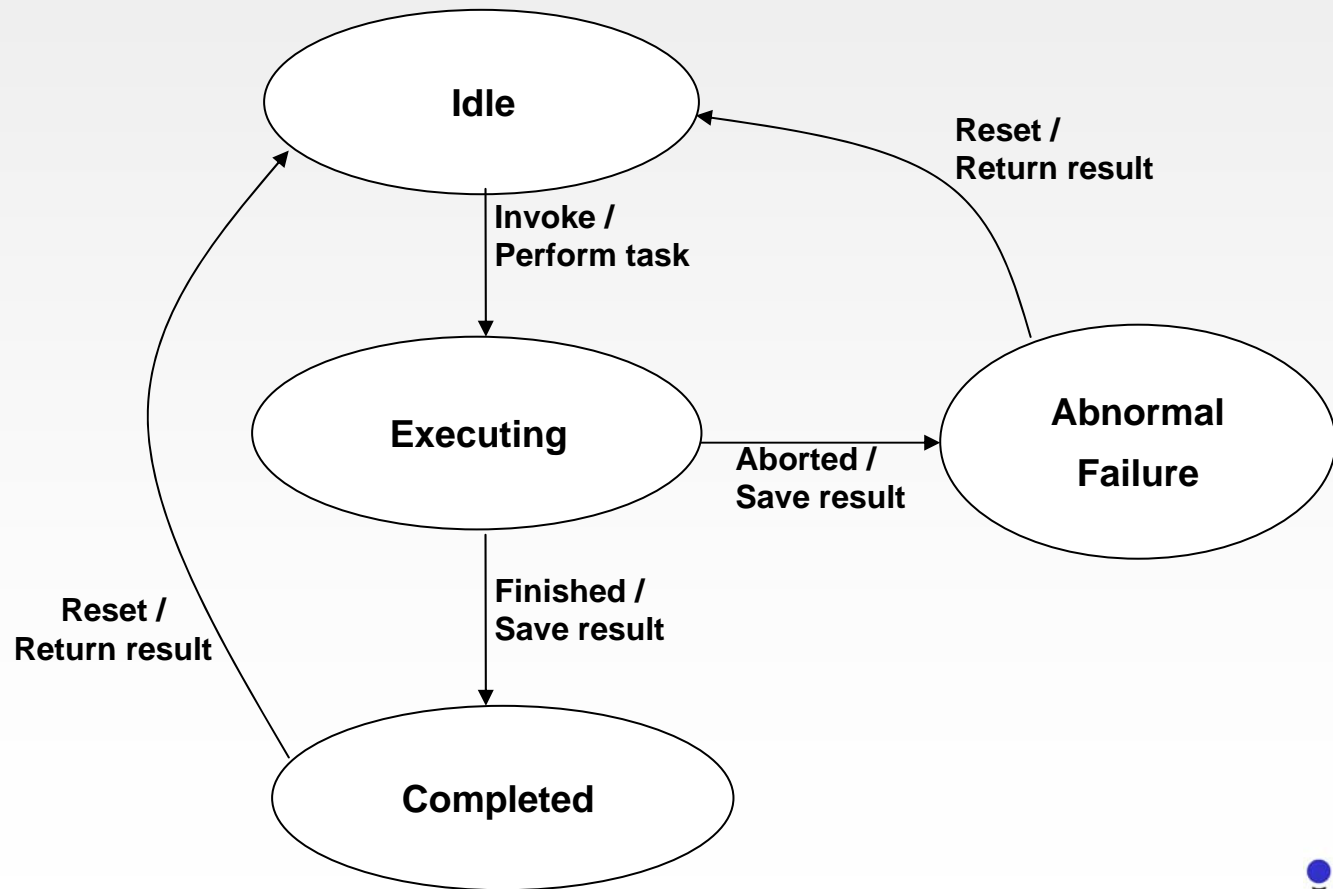 Idle
Reset /
Return result
Invoke /
Perform task
Executing
Abnormal
Failure
Aborted /
Save result
Finished /
Save result
Reset /
Return result
Completed